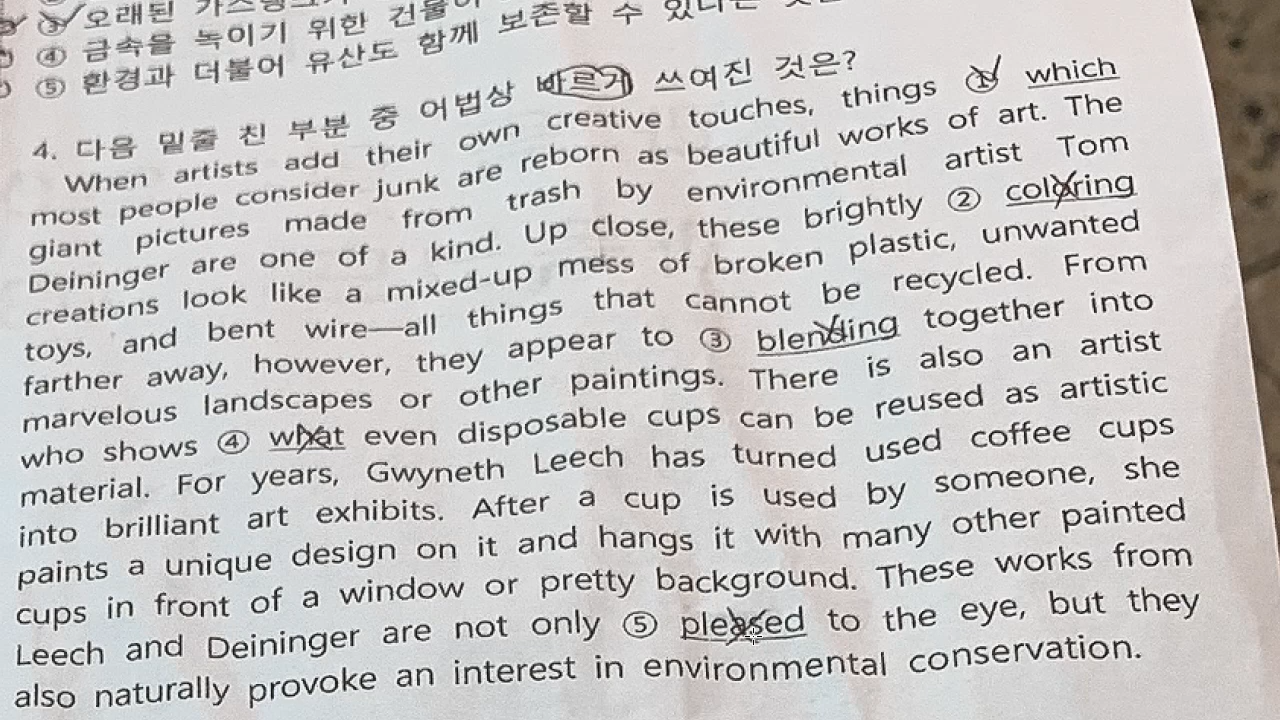 ③ 오래된
④ 금속을 녹이기 위한 건물이
⑤ 환경과 더불어 유산도 함께 보존할 수
4. 다음 밑줄 친 부분 중 어법상 바르게 쓰여진 것은?
When artists add their own creative touches, things ① which
most people consider junk are reborn as beautiful works of art. The
giant pictures made from trash by environmental artist Tom
Deininger are one of a kind. Up close, these brightly ② coloring
creations look like a mixed-up mess of broken plastic, unwanted
toys, and bent wire—all things that cannot be recycled. From
farther away, however, they appear to ③ blending together into
marvelous landscapes or other paintings. There is also an artist
who shows ④ what even disposable cups can be reused as artistic
material. For years, Gwyneth Leech has turned used coffee cups
into brilliant art exhibits. After a cup is used by someone, she
paints a unique design on it and hangs it with many other painted
cups in front of a window or pretty background. These works from
Leech and Deininger are not only ⑤ pleased to the eye, but they
also naturally provoke an interest in environmental conservation.